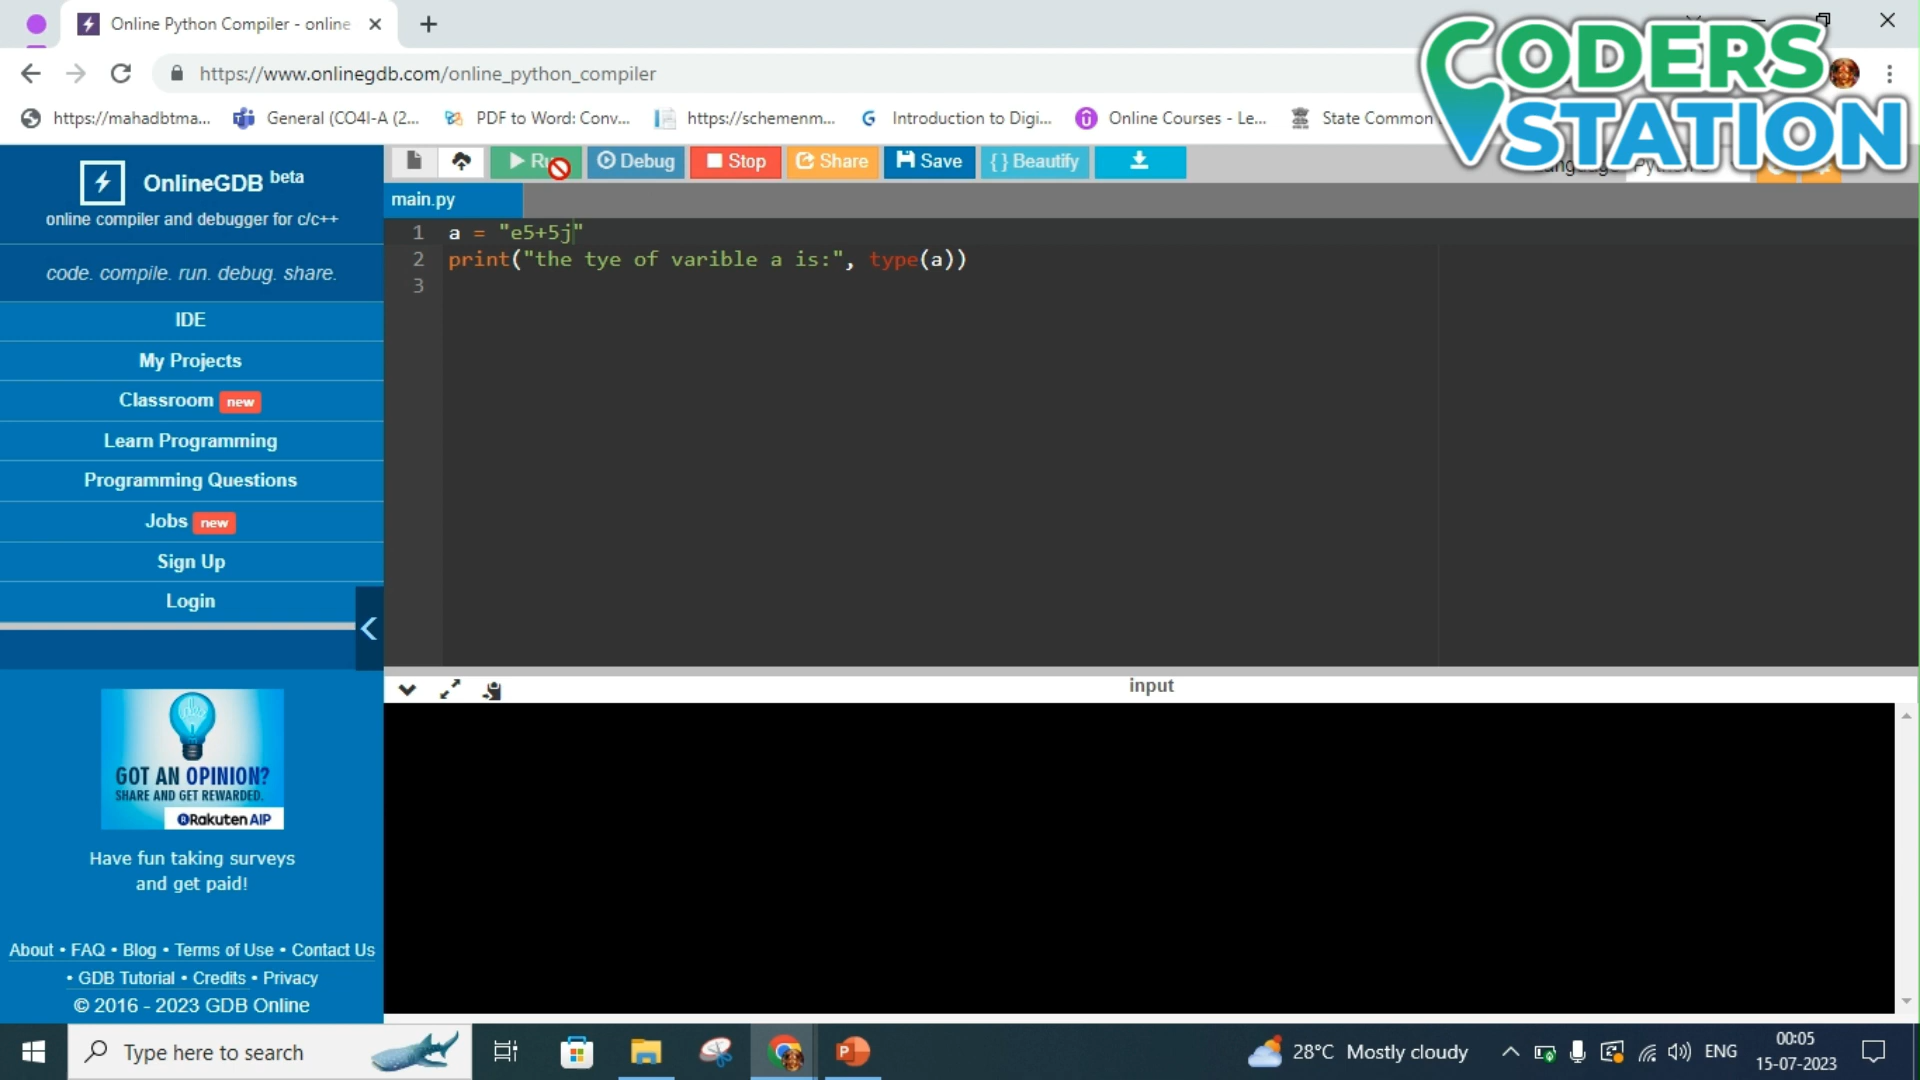 Online Python Compiler - online
https://www.onlinegdb.com/online_python_compiler
CODERS
STATION
https://mahadbtma...
General (CO4I-A (2...
PDF to Word: Conv...
https://schemenm...
Introduction to Digi...
Online Courses - Le...
State Common
OnlineGDB beta
online compiler and debugger for c/c++
code. compile. run. debug. share.
IDE
My Projects
Classroom new
Learn Programming
Programming Questions
Jobs new
Sign Up
Login
GOT AN OPINION?
SHARE AND GET REWARDED.
Rakuten AIP
Have fun taking surveys
and get paid!
About • FAQ • Blog • Terms of Use • Contact Us
• GDB Tutorial • Credits • Privacy
© 2016 - 2023 GDB Online
Debug
Stop
Share
Save
{} Beautify
main.py
1 a = "e5+5j"
2 print("the tye of varible a is:", type(a))
3
input
Type here to search
28°C Mostly cloudy
ENG
00:05
15-07-2023